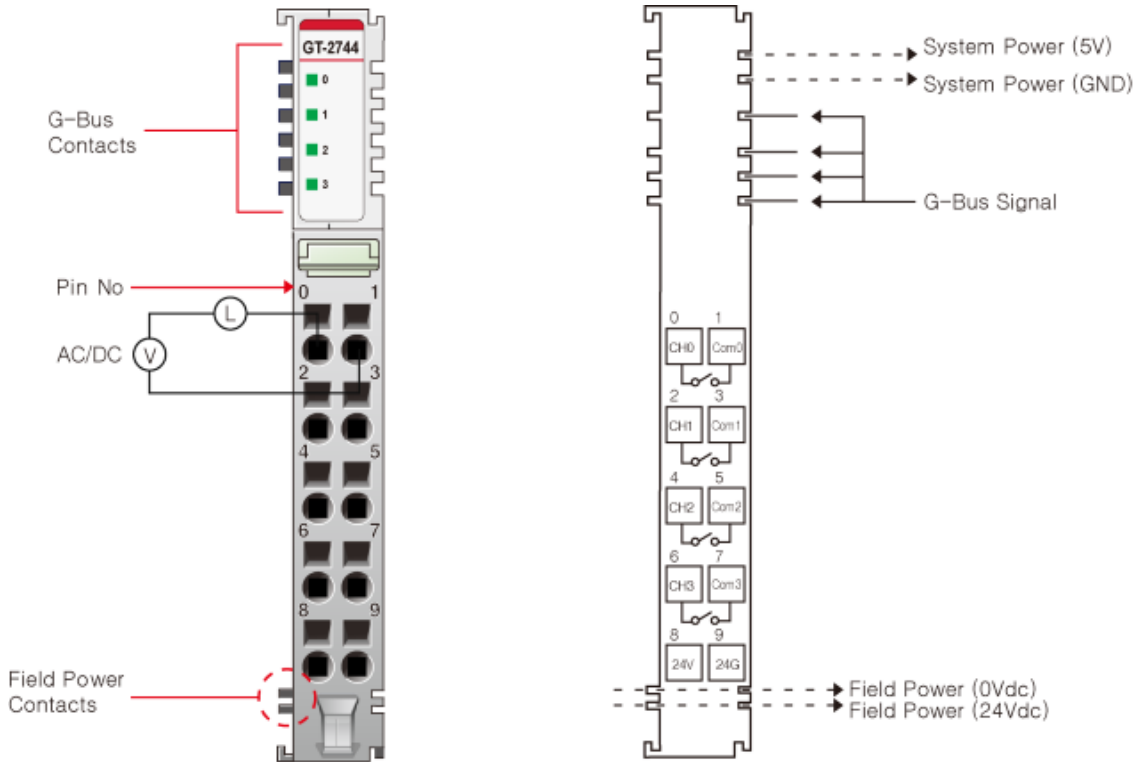 GT-2744
0
1
2
3
G-Bus
Contacts
Pin No
0 1
L
AC/DC V
2 3
4 5
6 7
8 9
Field Power
Contacts
System Power (5V)
System Power (GND)
G-Bus Signal
0 1
CH0 Com0
2 3
CH1 Com1
4 5
CH2 Com2
6 7
CH3 Com3
8 9
24V 24G
Field Power (0Vdc)
Field Power (24Vdc)